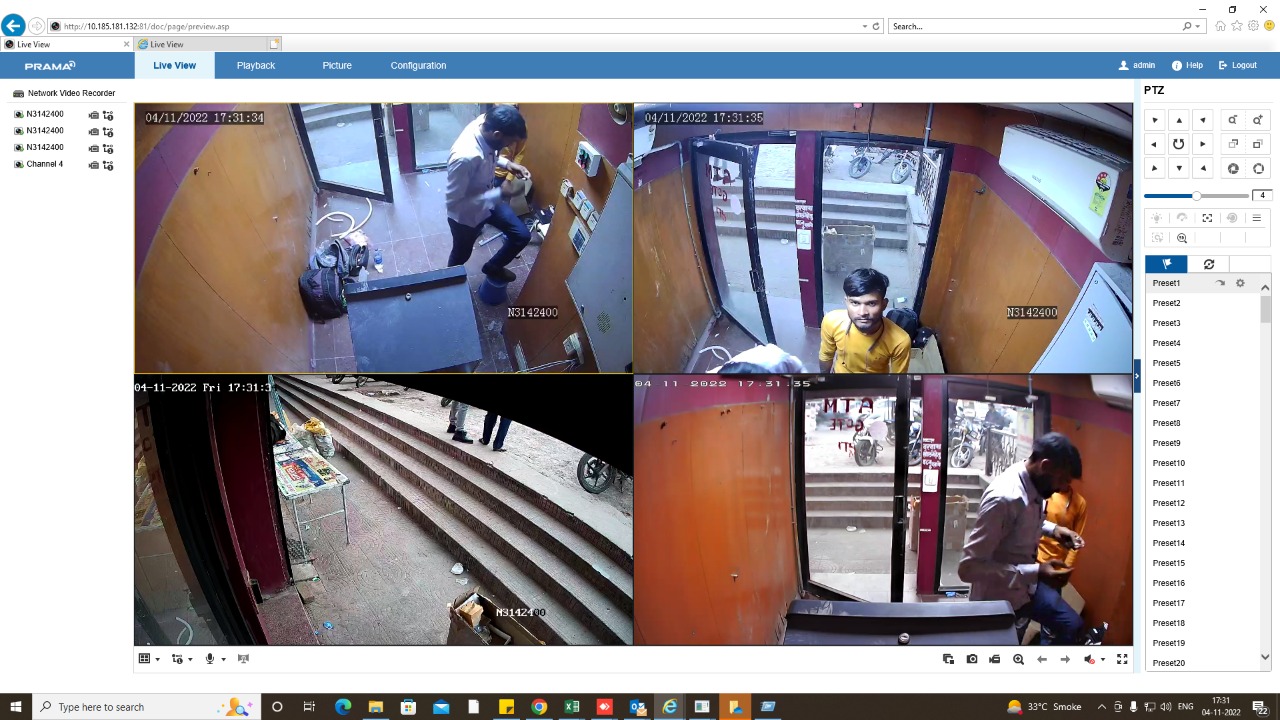 http://10.185.181.132:81/doc/page/preview.asp
Search...
Live View
Live View
PRAMA
Live View
Playback
Picture
Configuration
admin
Help
Logout
Network Video Recorder
N3142400
N3142400
N3142400
Channel 4
04/11/2022 17:31:34
N3142400
04/11/2022 17:31:35
N3142400
04-11-2022 Fri 17:31:3
N3142400
04 11 2022 17:31:35
ATM
PTZ
4
Preset1
Preset2
Preset3
Preset4
Preset5
Preset6
Preset7
Preset8
Preset9
Preset10
Preset11
Preset12
Preset13
Preset14
Preset15
Preset16
Preset17
Preset18
Preset19
Preset20
Type here to search
33°C Smoke
ENG
17:31
04-11-2022
22